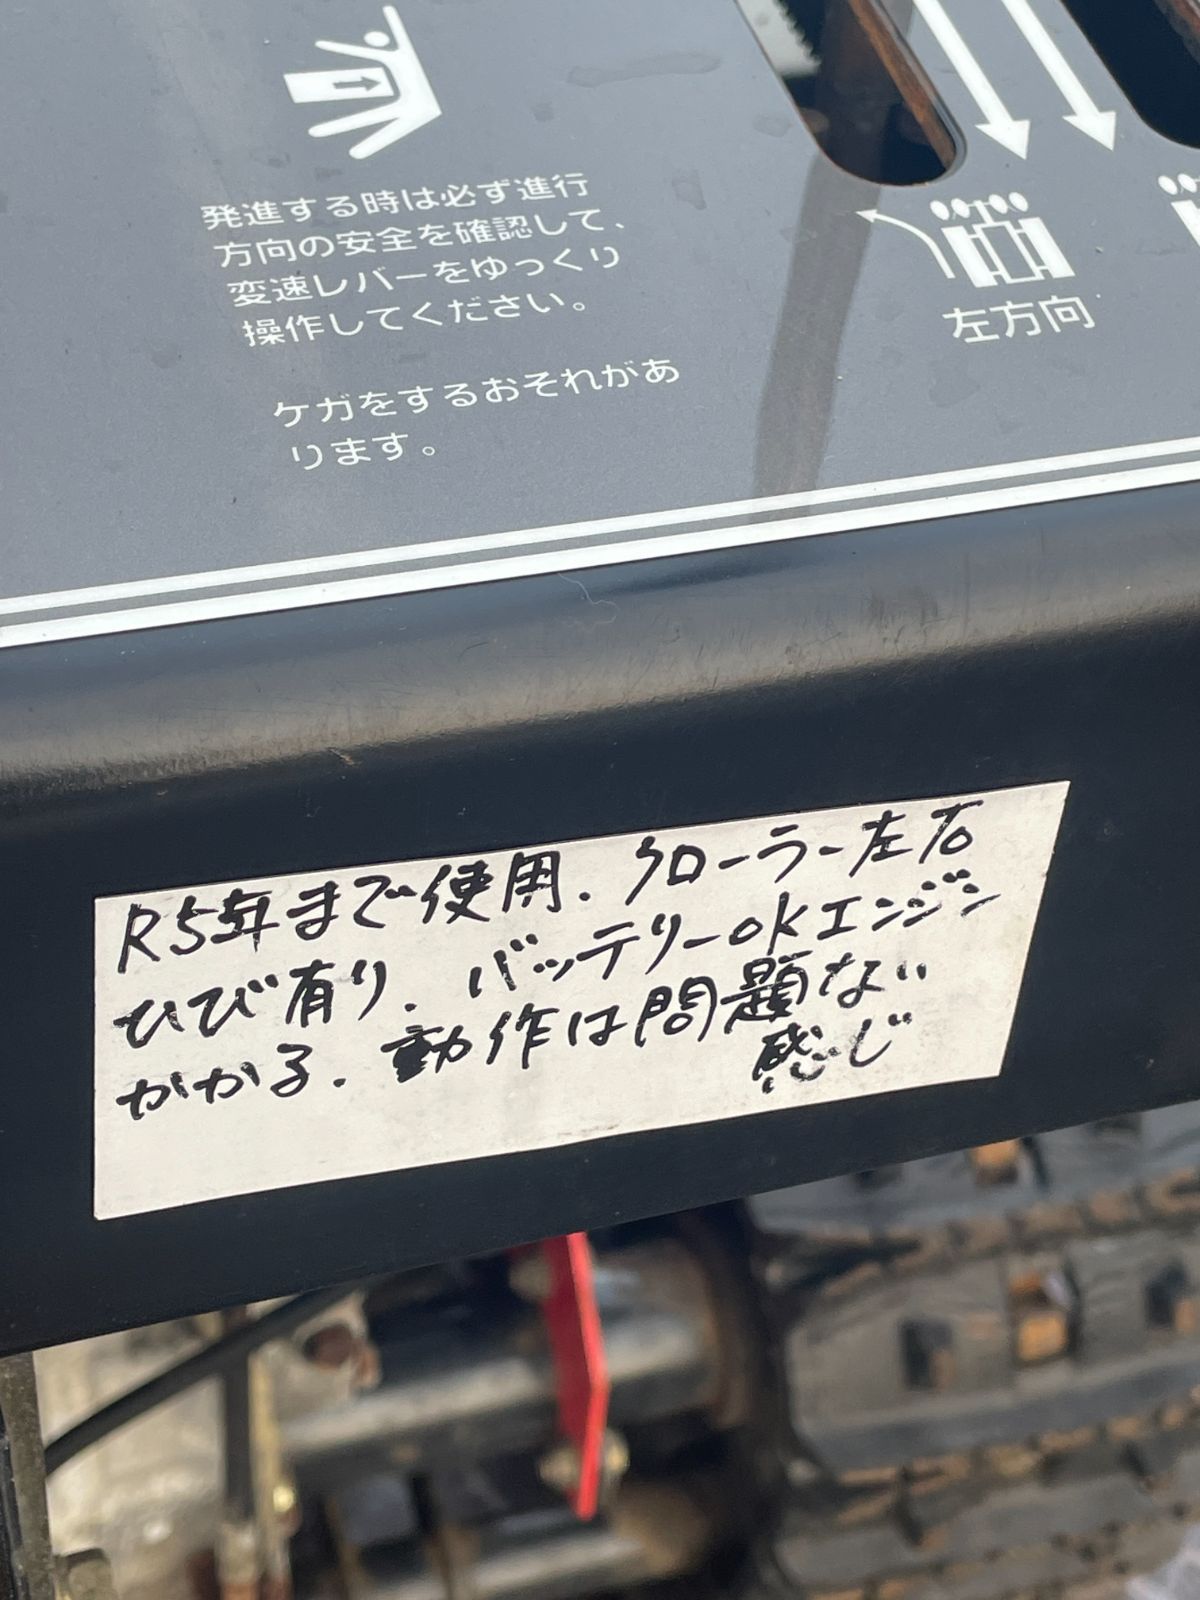 発進する時は必ず進行
方向の安全を確認して、
変速レバーをゆっくり
操作してください。
ケガをするおそれがあ
ります。
左方向
R5年まで使用.クローラー左右
ひび有り.バッテリーokエンジン
かかる.動作は問題ない
感じ